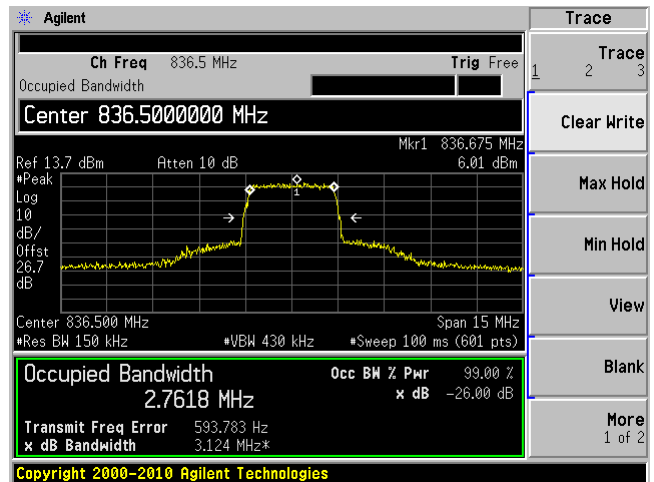 Agilent
Trace
Ch Freq 836.5 MHz Trig Free
Occupied Bandwidth
Center 836.5000000 MHz
Mkr1 836.675 MHz
Ref 13.7 dBm Atten 10 dB 6.01 dBm
#Peak
Log
10
dB/
Offst
26.7
dB
1
Center 836.500 MHz Span 15 MHz
#Res BW 150 kHz #VBW 430 kHz #Sweep 100 ms (601 pts)
Occupied Bandwidth Occ BW % Pwr 99.00 %
2.7618 MHz x dB -26.00 dB
Transmit Freq Error 593.783 Hz
x dB Bandwidth 3.124 MHz*
Copyright 2000-2010 Agilent Technologies
Trace
1 2 3
Clear Write
Max Hold
Min Hold
View
Blank
More
1 of 2